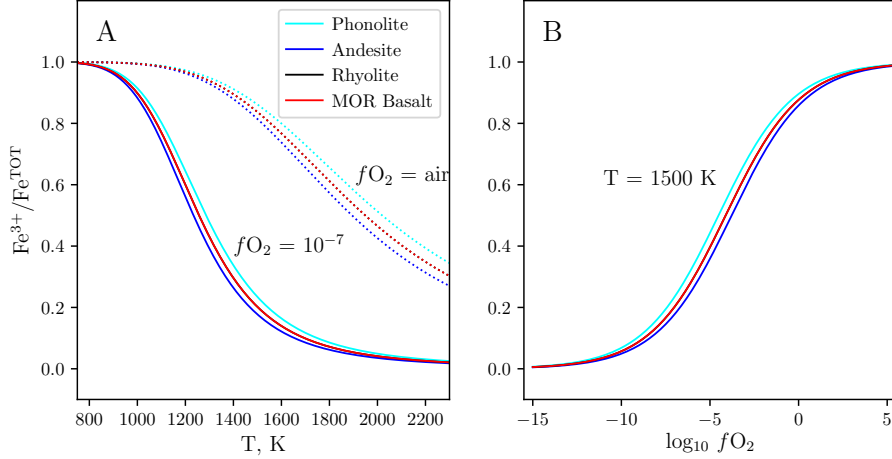 A
Phonolite
Andesite
Rhyolite
MOR Basalt
fO₂ = air
fO₂ = 10⁻⁷
Fe³⁺/Feᵀᴼᵀ
1.0
0.8
0.6
0.4
0.2
0.0
800 1000 1200 1400 1600 1800 2000 2200
T, K
B
T = 1500 K
1.0
0.8
0.6
0.4
0.2
0.0
−15 −10 −5 0 5
log₁₀ fO₂